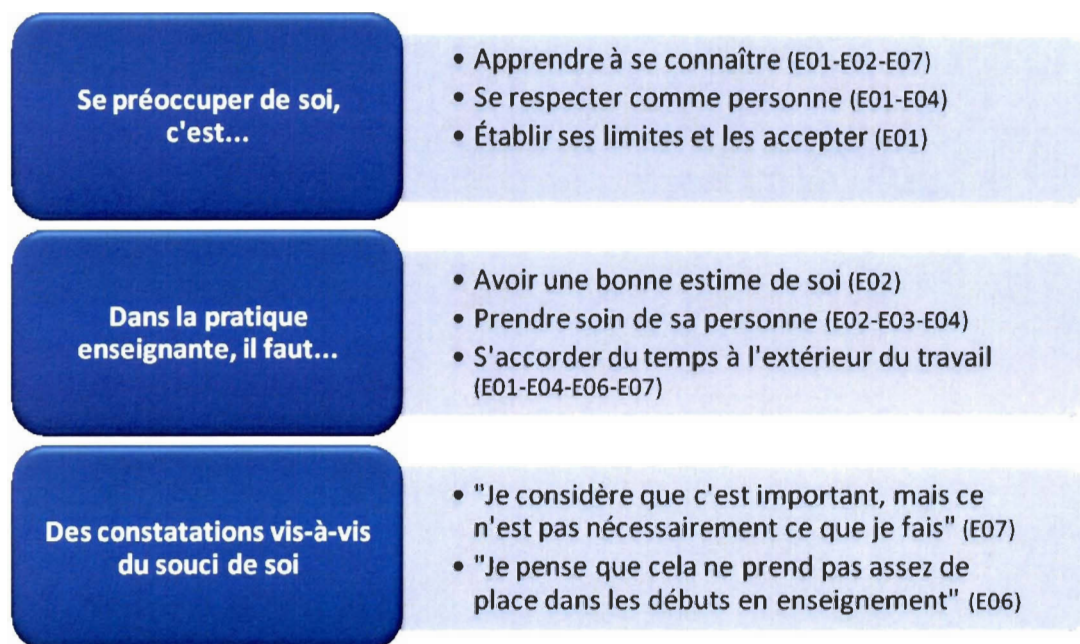 Se préoccuper de soi,
c'est...
• Apprendre à se connaître (E01-E02-E07)
• Se respecter comme personne (E01-E04)
• Établir ses limites et les accepter (E01)
Dans la pratique
enseignante, il faut...
• Avoir une bonne estime de soi (E02)
• Prendre soin de sa personne (E02-E03-E04)
• S'accorder du temps à l'extérieur du travail
(E01-E04-E06-E07)
Des constatations vis-à-vis
du souci de soi
• "Je considère que c'est important, mais ce
n'est pas nécessairement ce que je fais" (E07)
• "Je pense que cela ne prend pas assez de
place dans les débuts en enseignement" (E06)